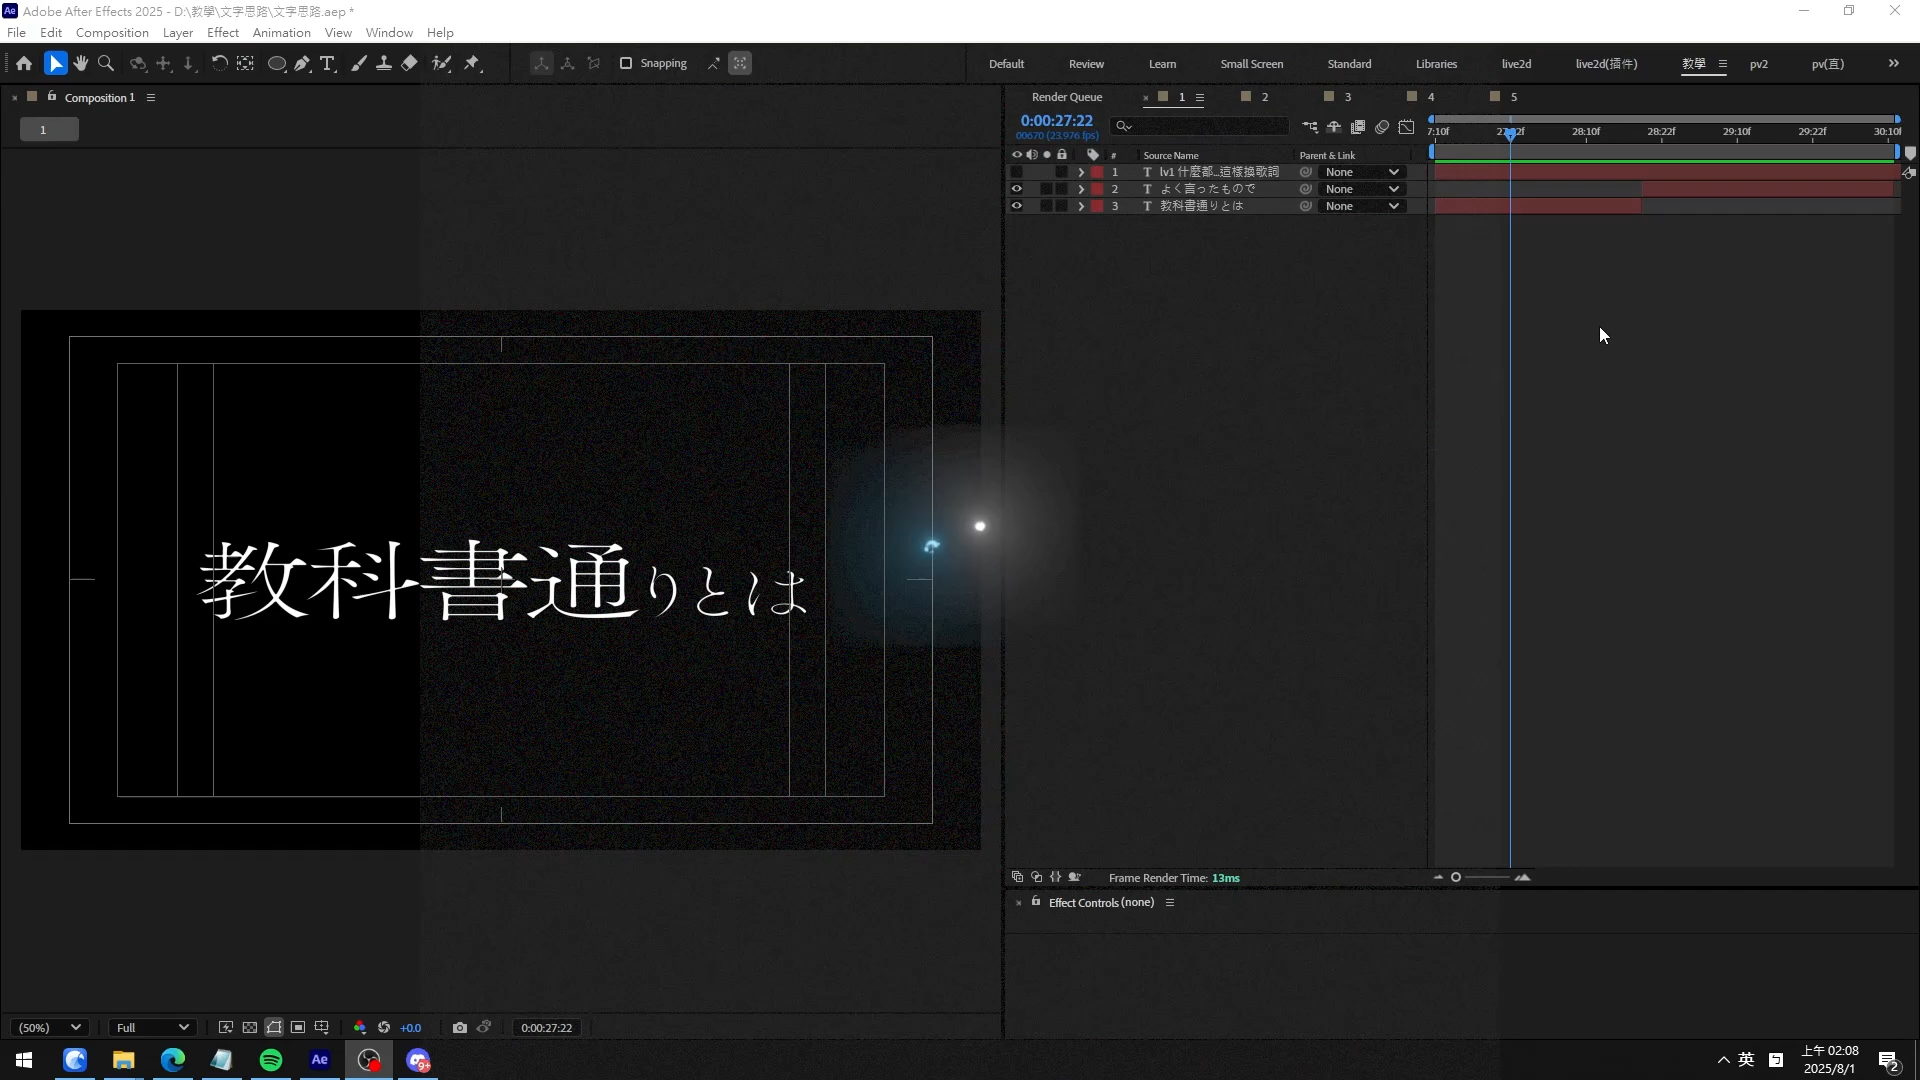 Adobe After Effects 2025 - D:\教學\文字思路\文字思路.aep *
File Edit Composition Layer Effect Animation View Window Help
Snapping Default Review Learn Small Screen Standard Libraries live2d live2d(插件) 教學 pv2 pv(直)
Composition 1
1
Render Queue 1 2 3 4 5
0:00:27:22
00670 (23.976 fps)
7:10f 27:22f 28:10f 28:22f 29:10f 29:22f 30:10f
# Source Name Parent & Link
1 T lv1 什麼都...這樣換歌詞 None
2 T よく言ったもので None
3 T 教科書通りとは None
教科書通りとは
Frame Render Time: 13ms
Effect Controls (none)
(50%) Full +0.0 0:00:27:22
Ae 9+ 英 上午 02:08
2025/8/1 2